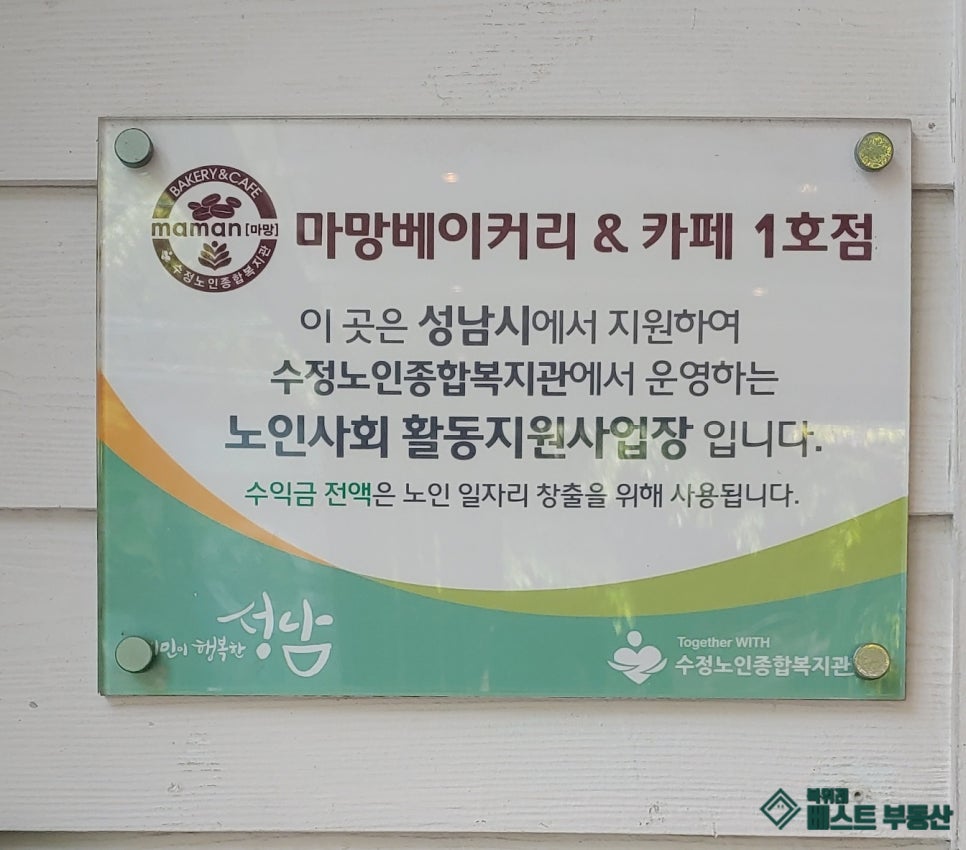 BAKERY&CAFE
maman[마망]
수정노인종합복지관
마망베이커리 & 카페 1호점
이 곳은 성남시에서 지원하여
수정노인종합복지관에서 운영하는
노인사회 활동지원사업장 입니다.
수익금 전액은 노인 일자리 창출을 위해 사용됩니다.
행복한 성남
Together WITH
수정노인종합복지관
북위례
베스트 부동산